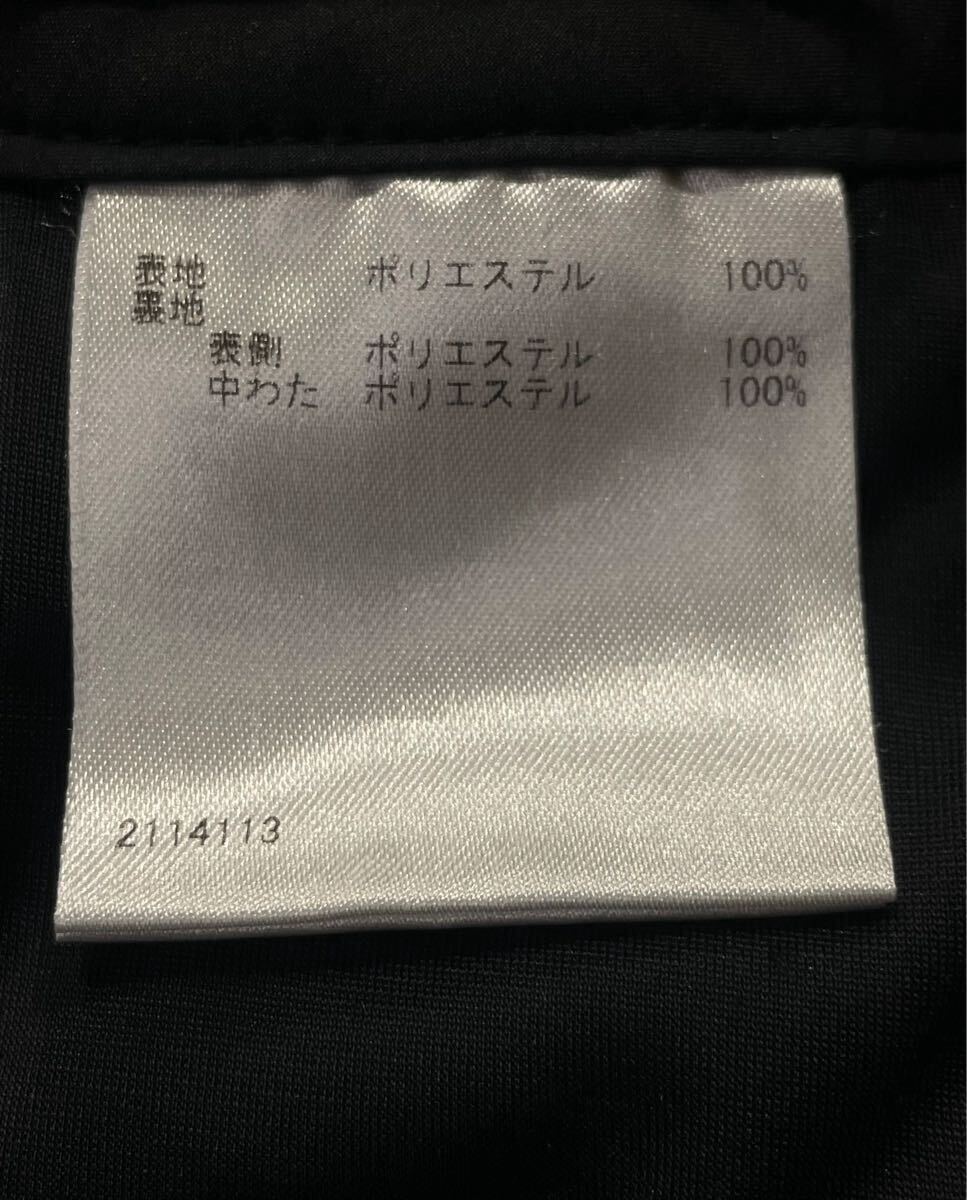 表地 ポリエステル 100%
裏地
表側 ポリエステル 100%
中わた ポリエステル 100%
2114113